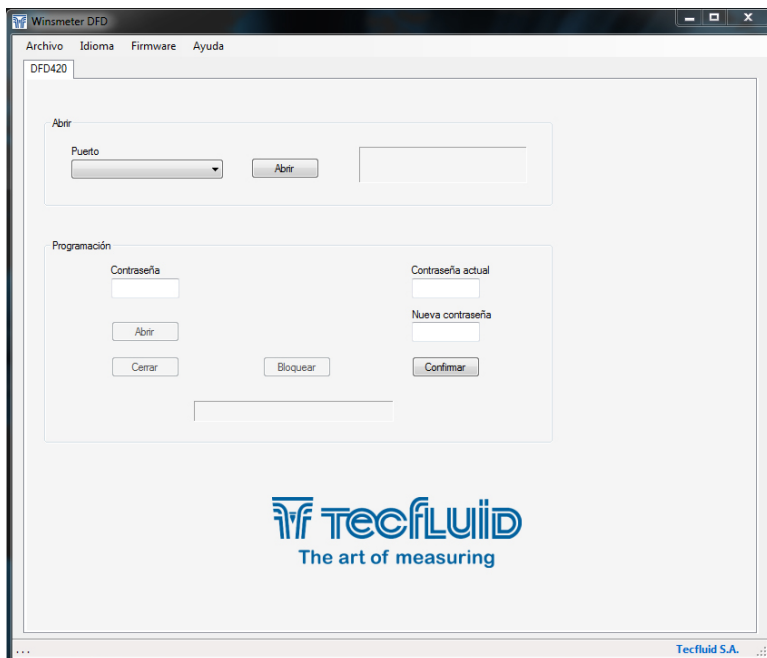 Winsmeter DFD
Archivo Idioma Firmware Ayuda
DFD420
Abrir
Puerto
Abrir
Programación
Contraseña
Contraseña actual
Nueva contraseña
Abrir
Cerrar
Bloquear
Confirmar
TECFLUID
The art of measuring
...
Tecfluid S.A.